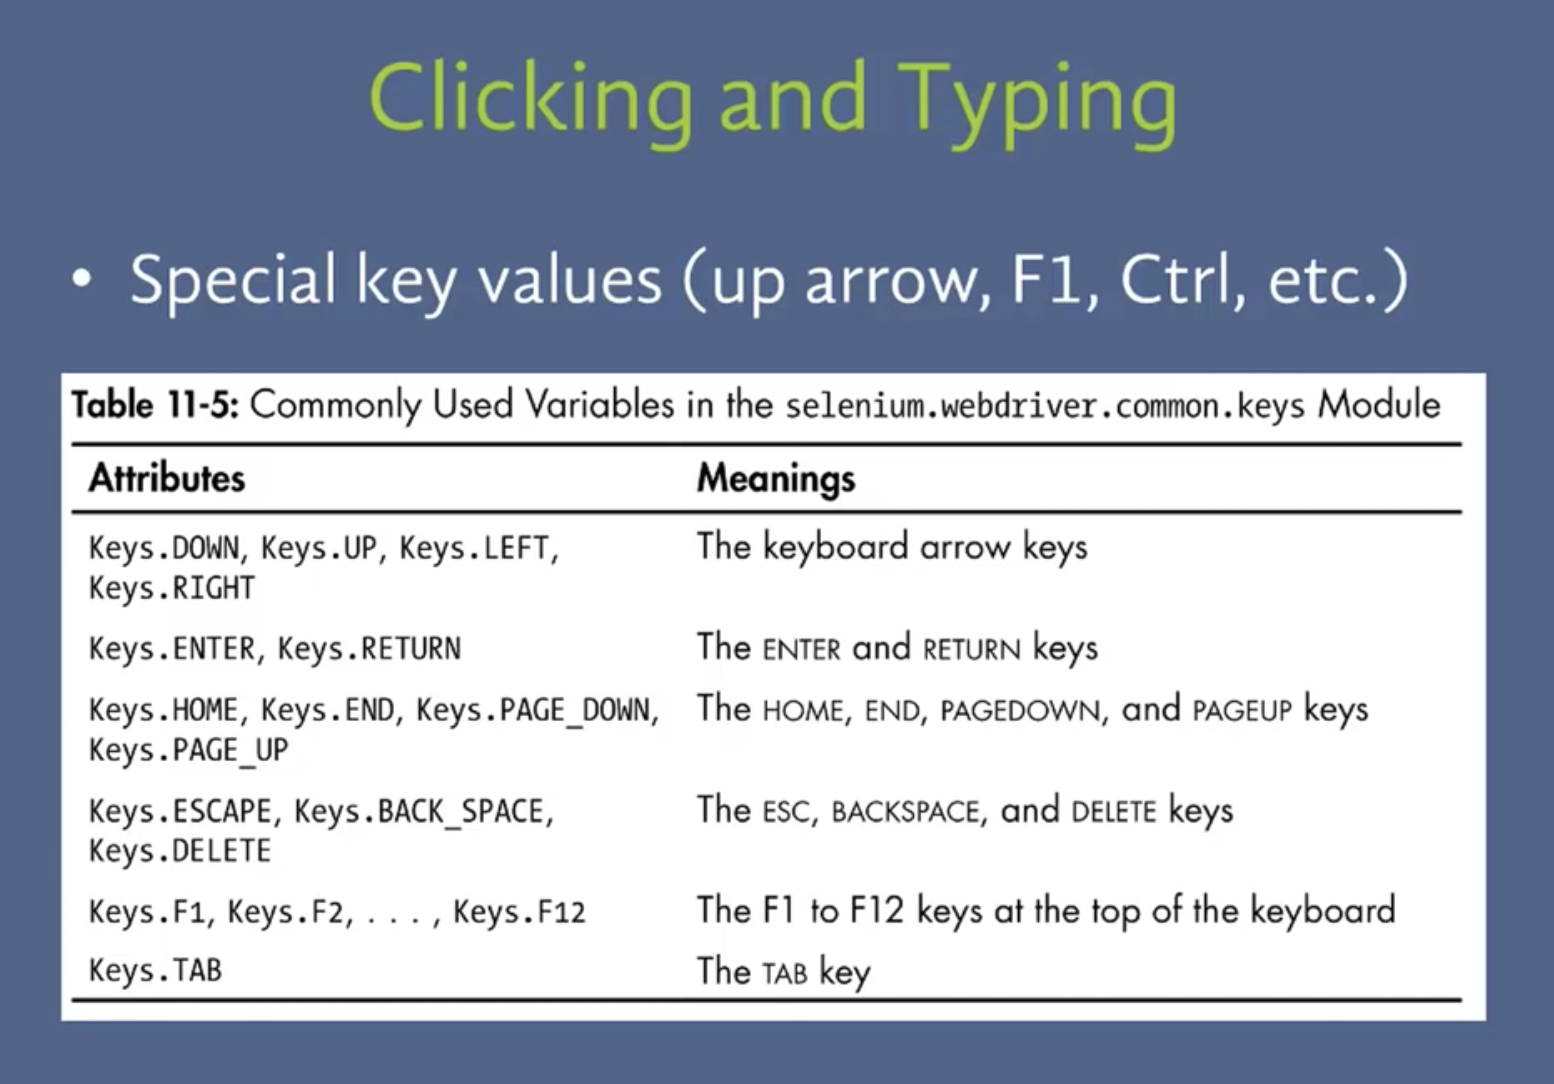 Clicking and Typing
• Special key values (up arrow, F1, Ctrl, etc.)
Table 11-5: Commonly Used Variables in the selenium.webdriver.common.keys Module
Attributes Meanings
Keys.DOWN, Keys.UP, Keys.LEFT, The keyboard arrow keys
Keys.RIGHT
Keys.ENTER, Keys.RETURN The ENTER and RETURN keys
Keys.HOME, Keys.END, Keys.PAGE_DOWN, The HOME, END, PAGEDOWN, and PAGEUP keys
Keys.PAGE_UP
Keys.ESCAPE, Keys.BACK_SPACE, The ESC, BACKSPACE, and DELETE keys
Keys.DELETE
Keys.F1, Keys.F2, . . . , Keys.F12 The F1 to F12 keys at the top of the keyboard
Keys.TAB The TAB key